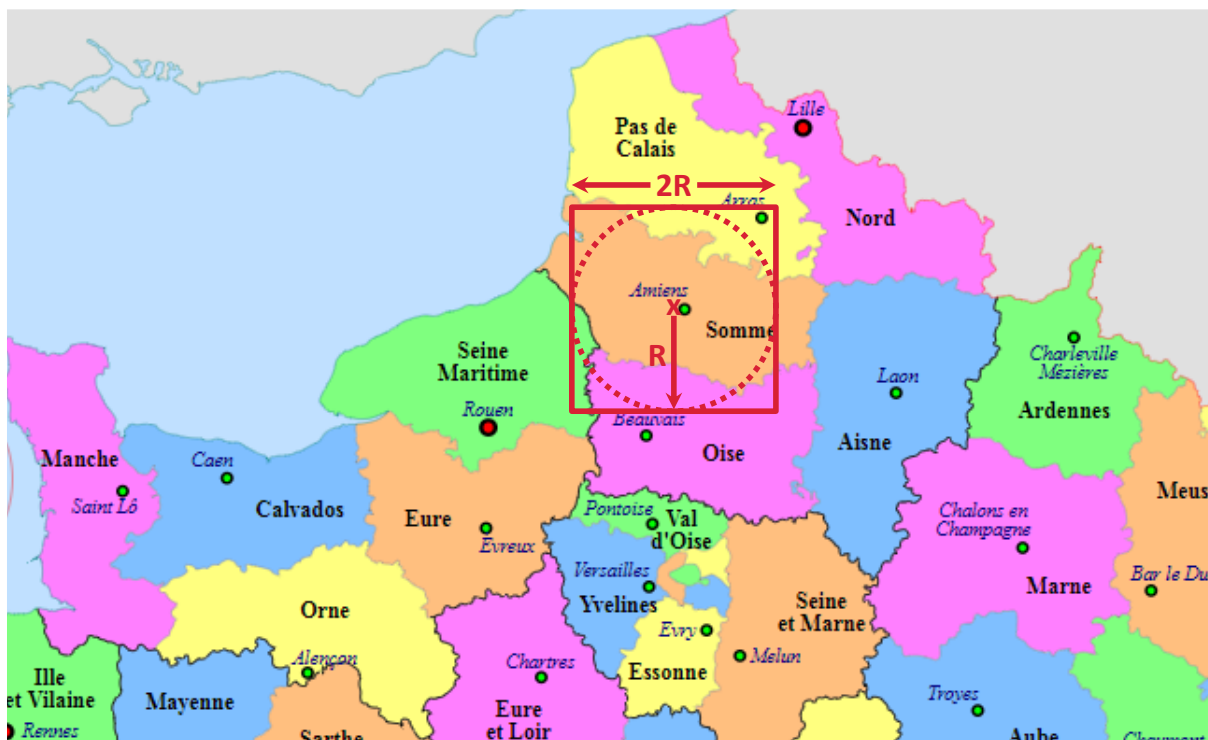 Lille
Pas de
Calais
2R
Arras
Nord
Amiens
x
Somme
R
Seine
Maritime
Charleville
Mézières
Laon
Ardennes
Rouen
Beauvais
Oise
Aisne
Manche
Caen
Saint Lô
Calvados
Eure
Evreux
Pontoise
Val
d'Oise
Chalons en
Champagne
Meus
Versailles
Yvelines
Marne
Bar le Du
Orne
Seine
et Marne
Evry
Melun
Essonne
Alençon
Chartres
Ille
et Vilaine
Mayenne
Troyes
Eure
et Loir
Rennes
Sarthe
Aube
Chaumont